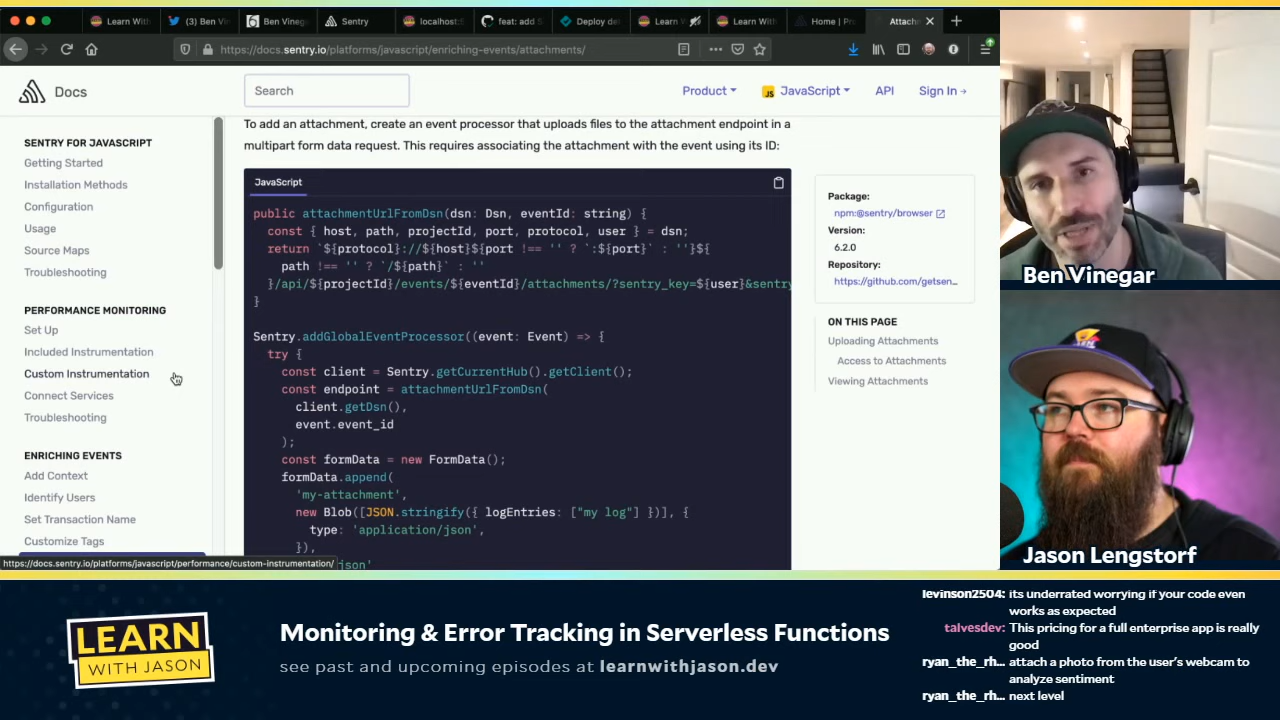 Learn With
(3) Ben Vin
Ben Vinega
Sentry
localhost:8
feat: add S
Deploy de
Learn W
Learn With
Home | Pr
Attach
https://docs.sentry.io/platforms/javascript/enriching-events/attachments/
Docs
Search
Product
JS JavaScript
API
Sign In
SENTRY FOR JAVASCRIPT
Getting Started
Installation Methods
Configuration
Usage
Source Maps
Troubleshooting
PERFORMANCE MONITORING
Set Up
Included Instrumentation
Custom Instrumentation
Connect Services
Troubleshooting
ENRICHING EVENTS
Add Context
Identify Users
Set Transaction Name
Customize Tags
https://docs.sentry.io/platforms/javascript/performance/custom-instrumentation/
To add an attachment, create an event processor that uploads files to the attachment endpoint in a
multipart form data request. This requires associating the attachment with the event using its ID:
JavaScript
public attachmentUrlFromDsn(dsn: Dsn, eventId: string) {
const { host, path, projectId, port, protocol, user } = dsn;
return `${protocol}://${host}${port !== '' ? `:${port}` : ''}${
path !== '' ? `/${path}` : ''
}/api/${projectId}/events/${eventId}/attachments/?sentry_key=${user}&sentry
}
Sentry.addGlobalEventProcessor((event: Event) => {
try {
const client = Sentry.getCurrentHub().getClient();
const endpoint = attachmentUrlFromDsn(
client.getDsn(),
event.event_id
);
const formData = new FormData();
formData.append(
'my-attachment',
new Blob([JSON.stringify({ logEntries: ["my log"] })], {
type: 'application/json',
}),
json'
Package:
npm:@sentry/browser
Version:
6.2.0
Repository:
https://github.com/getsen...
ON THIS PAGE
Uploading Attachments
Access to Attachments
Viewing Attachments
Ben Vinegar
Jason Lengstorf
LEARN
WITH JASON
Monitoring & Error Tracking in Serverless Functions
see past and upcoming episodes at learnwithjason.dev
levinson2504: its underrated worrying if your code even
works as expected
talvesdev: This pricing for a full enterprise app is really
good
ryan_the_rh... attach a photo from the user's webcam to
analyze sentiment
ryan_the_rh... next level